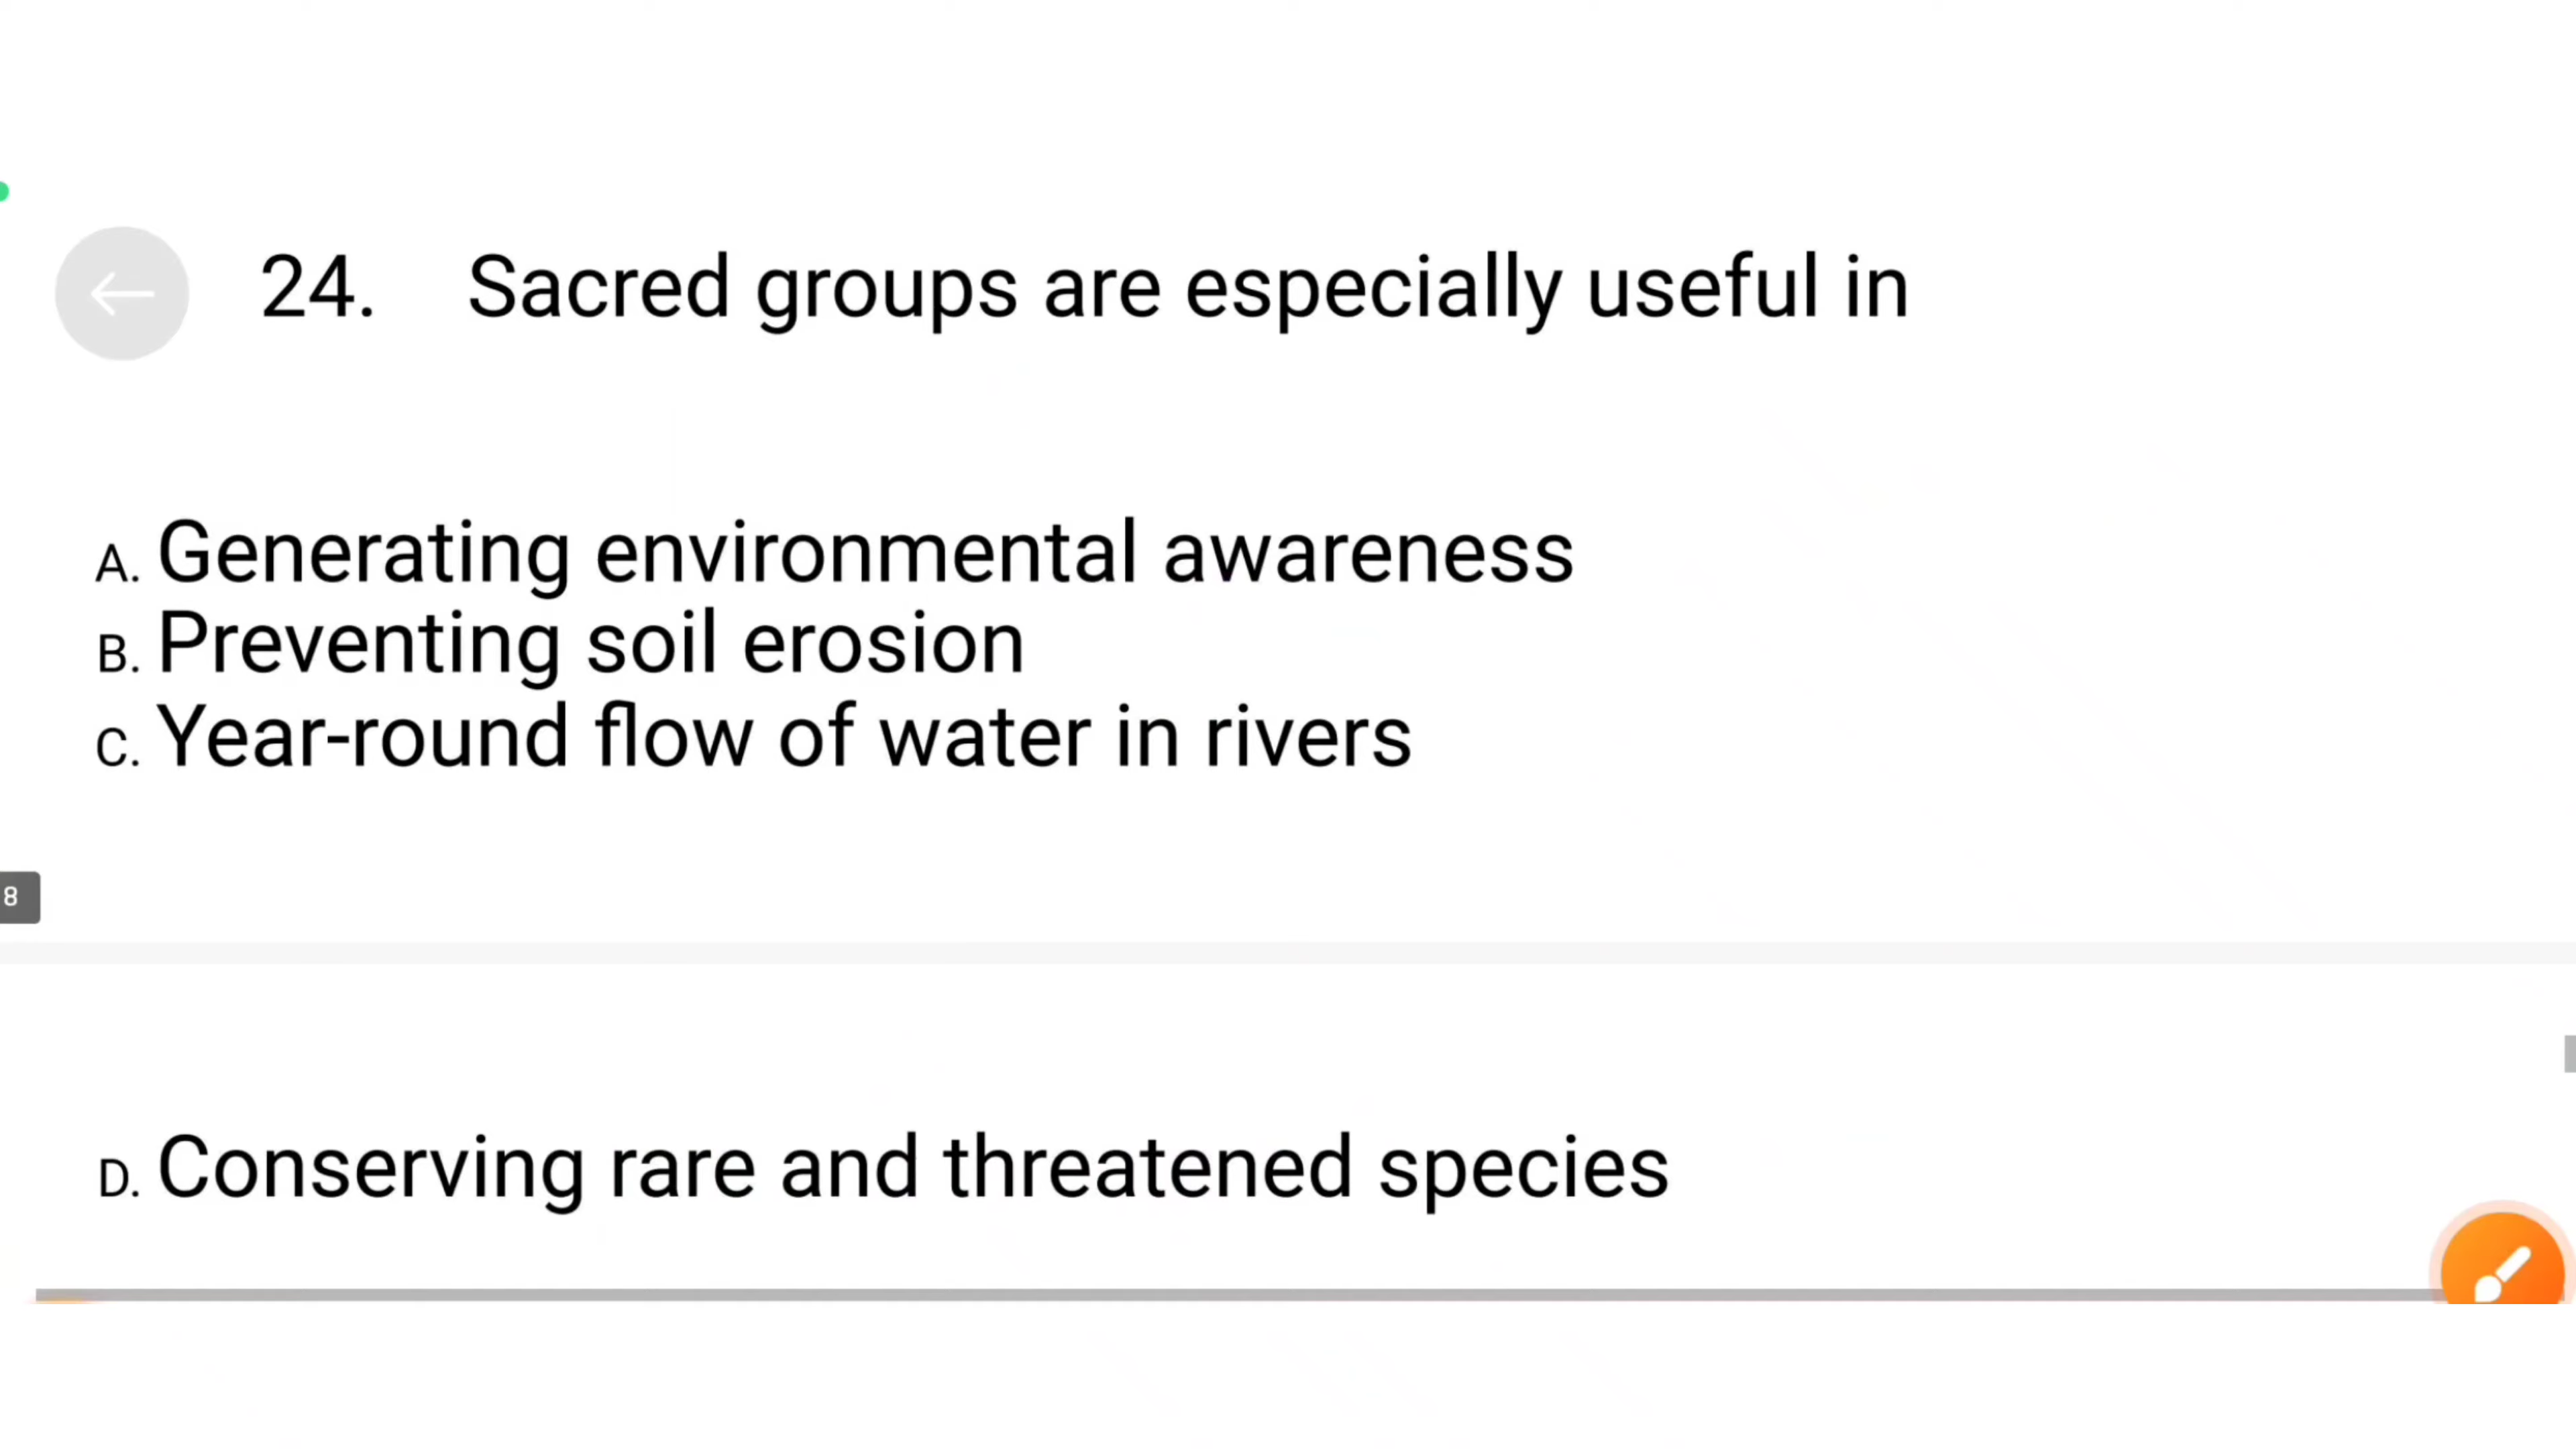 24. Sacred groups are especially useful in
A. Generating environmental awareness
B. Preventing soil erosion
C. Year-round flow of water in rivers
8
D. Conserving rare and threatened species